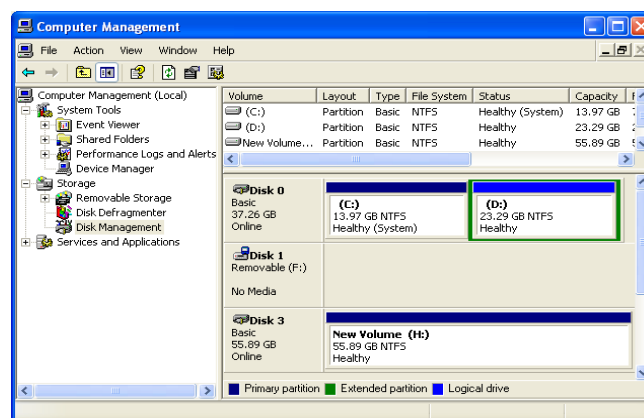 Computer Management
File Action View Window Help
Computer Management (Local)
System Tools
Event Viewer
Shared Folders
Performance Logs and Alerts
Device Manager
Storage
Removable Storage
Disk Defragmenter
Disk Management
Services and Applications
Volume Layout Type File System Status Capacity
(C:) Partition Basic NTFS Healthy (System) 13.97 GB
(D:) Partition Basic NTFS Healthy 23.29 GB
New Volume... Partition Basic NTFS Healthy 55.89 GB
Disk 0
Basic
37.26 GB
Online
(C:)
13.97 GB NTFS
Healthy (System)
(D:)
23.29 GB NTFS
Healthy
Disk 1
Removable (F:)
No Media
Disk 3
Basic
55.89 GB
Online
New Volume (H:)
55.89 GB NTFS
Healthy
Primary partition Extended partition Logical drive